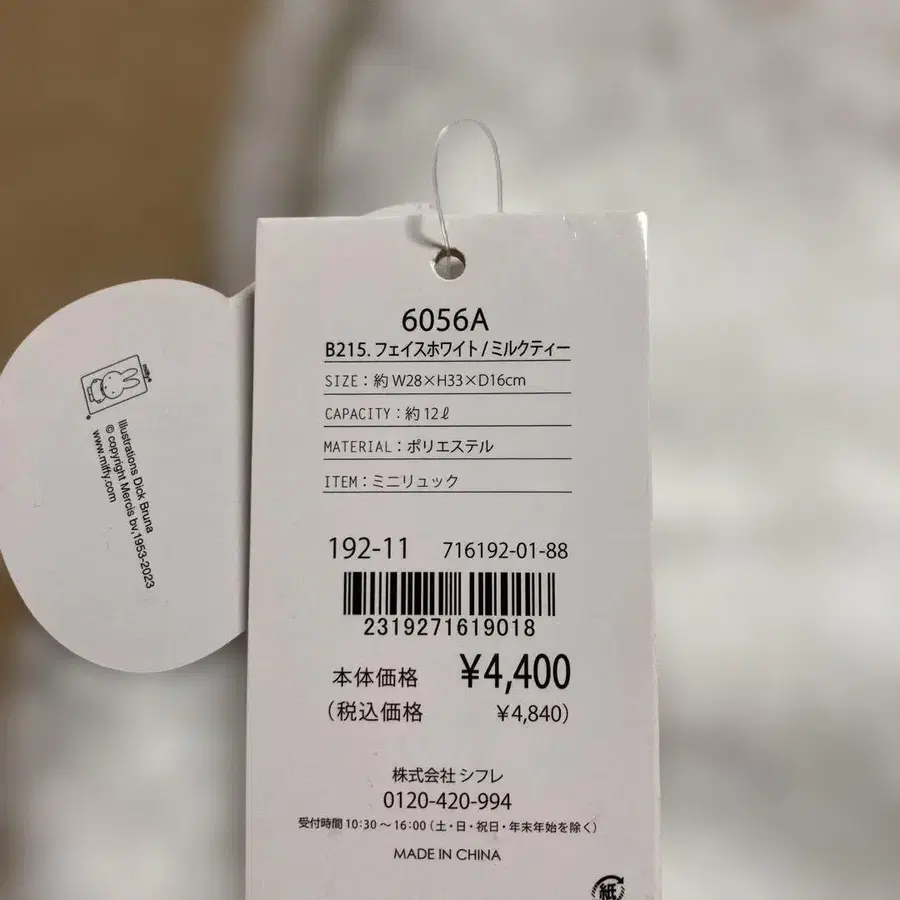 miffy®
Illustrations Dick Bruna
© copyright Mercis bv,1953-2023
www.miffy.com
6056A
B215. フェイスホワイト/ミルクティー
SIZE：約 W28×H33×D16cm
CAPACITY：約12ℓ
MATERIAL：ポリエステル
ITEM：ミニリュック
192-11 716192-01-88
2319271619018
本体価格 ¥4,400
(税込価格 ¥4,840)
株式会社 シフレ
0120-420-994
受付時間 10:30～16:00 (土・日・祝日・年末年始を除く)
MADE IN CHINA
紙